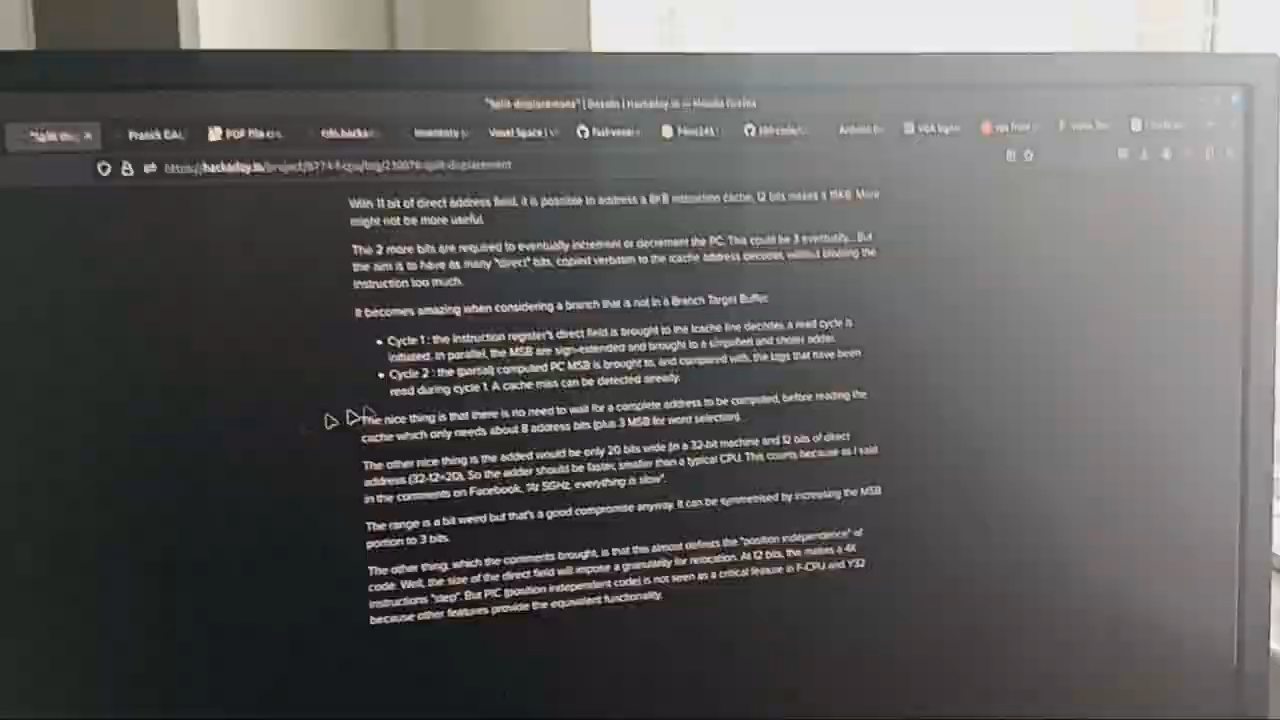 "Split displacement" | Details | Hackaday.io — Mozilla Firefox
https://hackaday.io/project/
With 11 bit of direct address field, it is possible to address a 8KB instruction cache, 12 bits makes a 16KB. More
might not be more useful.
The 2 more bits are required to eventually increment or decrement the PC. This could be 3 eventually... But
the aim is to have as many "direct" bits, copied verbatim to the icache address decoder, without bloating the
instruction too much.
It becomes amazing when considering a branch that is not in a Branch Target Buffer:
Cycle 1 : the instruction register's direct field is brought to the icache line decoder, a read cycle is
initiated. In parallel, the MSB are sign-extended and brought to a simplified and shorter adder.
Cycle 2 : the (partial) computed PC MSB is brought to, and compared with, the tags that have been
read during cycle 1. A cache miss can be detected already.
The nice thing is that there is no need to wait for a complete address to be computed, before reading the
cache which only needs about 8 address bits (plus 3 MSB for word selection).
The other nice thing is the added would be only 20 bits wide (in a 32-bit machine and 12 bits of direct
address (32-12=20). So the adder should be faster, smaller than a typical CPU. This counts because as I said
in the comments on Facebook, "At 5GHz, everything is slow".
The range is a bit weird but that's a good compromise anyway. It can be symmetrised by increasing the MSB
portion to 3 bits.
The other thing, which the comments brought, is that this almost defeats the "position independence" of
code. Well, the size of the direct field will impose a granularity for relocation. At 12 bits, this makes a 4K
instructions "step". But PIC (position independent code) is not seen as a critical feature in F-CPU and Y32
because other features provide the equivalent functionality.